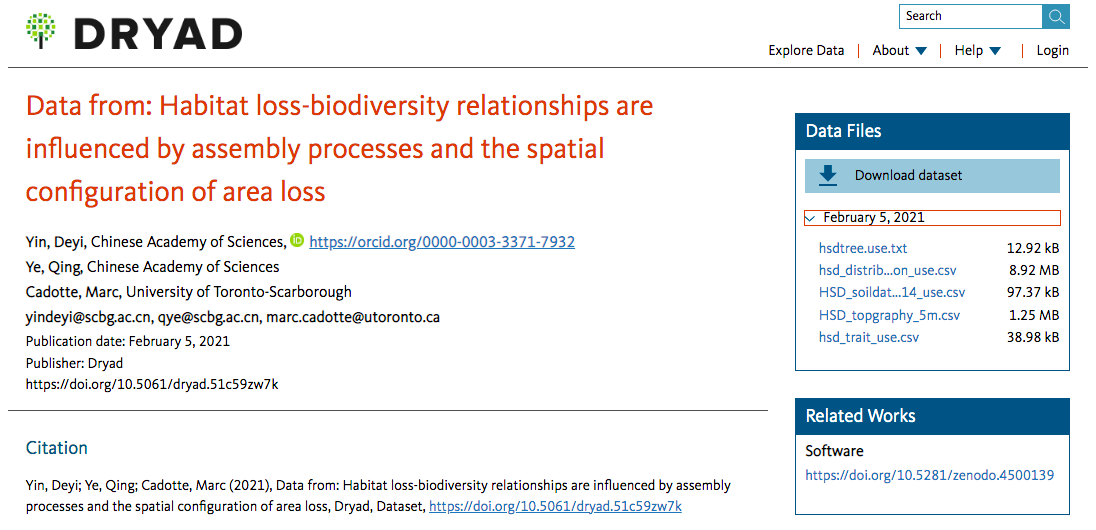 DRYAD
Search
Explore Data | About | Help | Login
Data from: Habitat loss-biodiversity relationships are
influenced by assembly processes and the spatial
configuration of area loss
Yin, Deyi, Chinese Academy of Sciences, iD https://orcid.org/0000-0003-3371-7932
Ye, Qing, Chinese Academy of Sciences
Cadotte, Marc, University of Toronto-Scarborough
yindeyi@scbg.ac.cn, qye@scbg.ac.cn, marc.cadotte@utoronto.ca
Publication date: February 5, 2021
Publisher: Dryad
https://doi.org/10.5061/dryad.51c59zw7k
Citation
Yin, Deyi; Ye, Qing; Cadotte, Marc (2021), Data from: Habitat loss-biodiversity relationships are influenced by assembly
processes and the spatial configuration of area loss, Dryad, Dataset, https://doi.org/10.5061/dryad.51c59zw7k
Data Files
Download dataset
February 5, 2021
hsdtree.use.txt 12.92 kB
hsd_distrib...on_use.csv 8.92 MB
HSD_soildat...14_use.csv 97.37 kB
HSD_topgraphy_5m.csv 1.25 MB
hsd_trait_use.csv 38.98 kB
Related Works
Software
https://doi.org/10.5281/zenodo.4500139